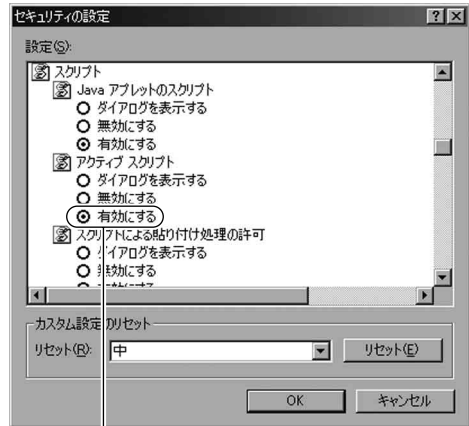 セキュリティの設定
設定(S):
スクリプト
Java アプレットのスクリプト
ダイアログを表示する
無効にする
有効にする
アクティブ スクリプト
ダイアログを表示する
無効にする
有効にする
スクリプトによる貼り付け処理の許可
ダイアログを表示する
無効にする
カスタム設定のリセット
リセット(R):
中
リセット(E)
OK
キャンセル